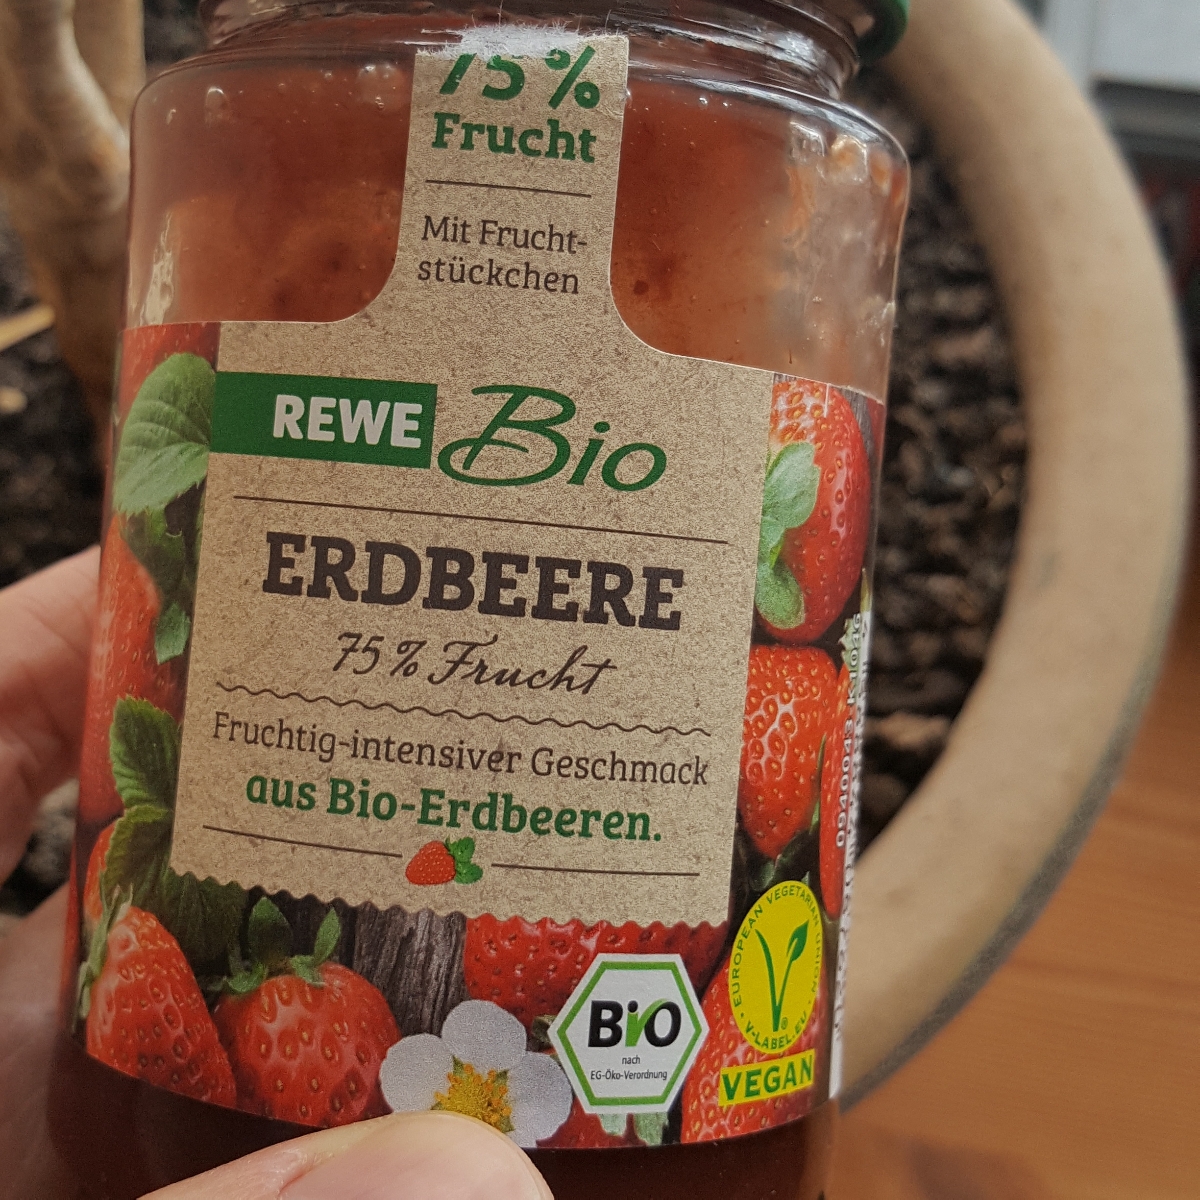 75%
Frucht
Mit Frucht-
stückchen
REWE Bio
ERDBEERE
75% Frucht
Fruchtig-intensiver Geschmack
aus Bio-Erdbeeren.
Bio
nach
EG-Öko-Verordnung
EUROPEAN VEGETARIAN UNION
V-LABEL.EU
VEGAN